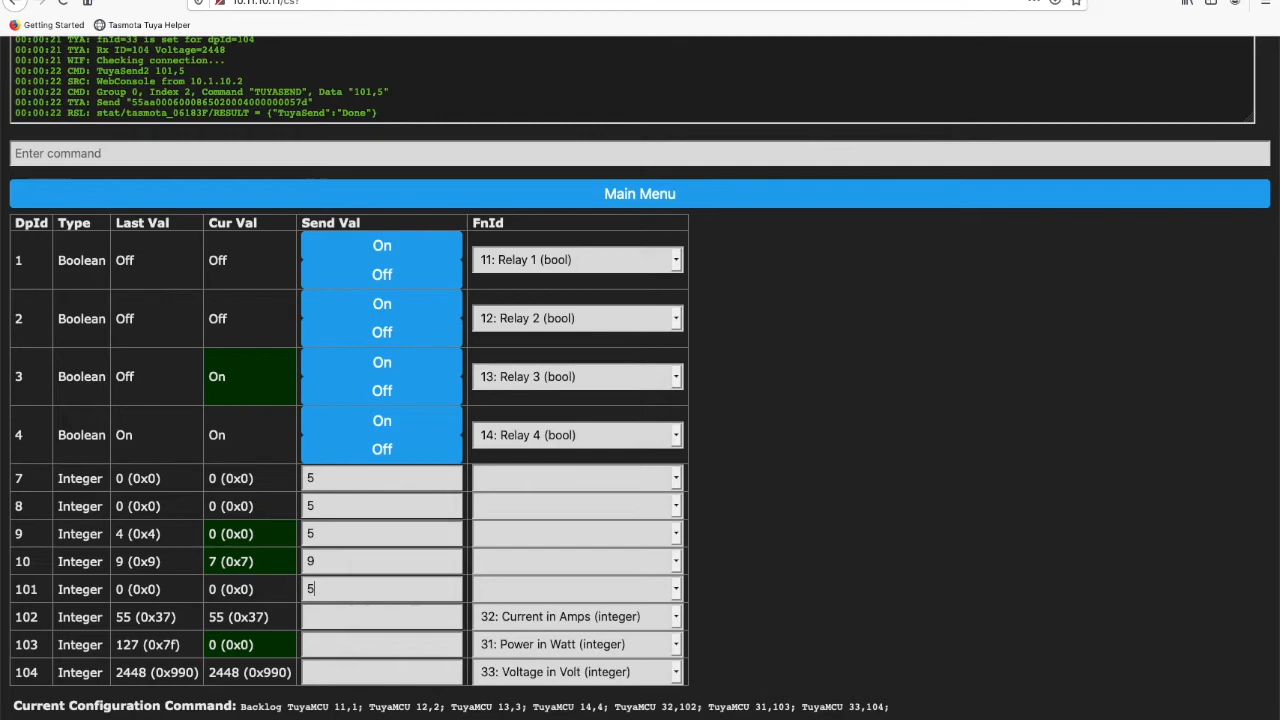 10.11.10.11/cs?
Getting Started Tasmota Tuya Helper
00:00:21 TYA: fnId=33 is set for dpId=104
00:00:21 TYA: Rx ID=104 Voltage=2448
00:00:21 WIF: Checking connection...
00:00:22 CMD: TuyaSend2 101,5
00:00:22 SRC: WebConsole from 10.1.10.2
00:00:22 CMD: Group 0, Index 2, Command "TUYASEND", Data "101,5"
00:00:22 TYA: Send "55aa0006000865020004000000057d"
00:00:22 RSL: stat/tasmota_06183F/RESULT = {"TuyaSend":"Done"}
Enter command
Main Menu
DpId Type Last Val Cur Val Send Val FnId
On
1 Boolean Off Off 11: Relay 1 (bool)
Off
On
2 Boolean Off Off 12: Relay 2 (bool)
Off
On
3 Boolean Off On 13: Relay 3 (bool)
Off
On
4 Boolean On On 14: Relay 4 (bool)
Off
7 Integer 0 (0x0) 0 (0x0) 5
8 Integer 0 (0x0) 0 (0x0) 5
9 Integer 4 (0x4) 0 (0x0) 5
10 Integer 9 (0x9) 7 (0x7) 9
101 Integer 0 (0x0) 0 (0x0) 5
102 Integer 55 (0x37) 55 (0x37) 32: Current in Amps (integer)
103 Integer 127 (0x7f) 0 (0x0) 31: Power in Watt (integer)
104 Integer 2448 (0x990) 2448 (0x990) 33: Voltage in Volt (integer)
Current Configuration Command: Backlog TuyaMCU 11,1; TuyaMCU 12,2; TuyaMCU 13,3; TuyaMCU 14,4; TuyaMCU 32,102; TuyaMCU 31,103; TuyaMCU 33,104;